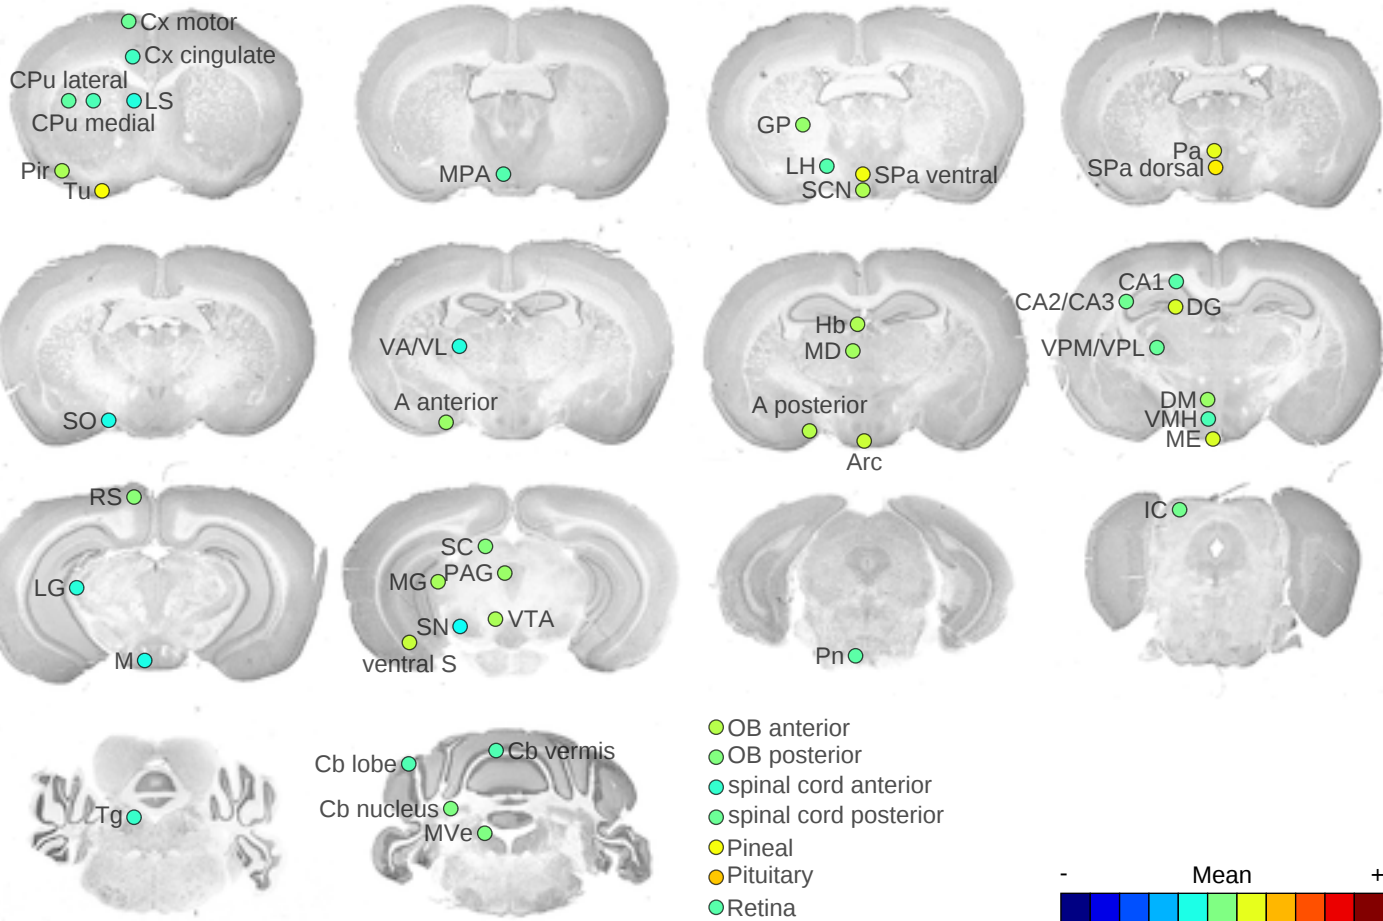 Cx motor
Cx cingulate
CPu lateral
LS
CPu medial
Pir
Tu
MPA
GP
LH
SPa ventral
SCN
Pa
SPa dorsal
SO
VA/VL
A anterior
Hb
MD
A posterior
Arc
CA1
CA2/CA3
DG
VPM/VPL
DM
VMH
ME
RS
LG
M
SC
MG
PAG
SN
VTA
ventral S
Pn
IC
Tg
Cb lobe
Cb vermis
Cb nucleus
MVe
OB anterior
OB posterior
spinal cord anterior
spinal cord posterior
Pineal
Pituitary
Retina
- Mean +